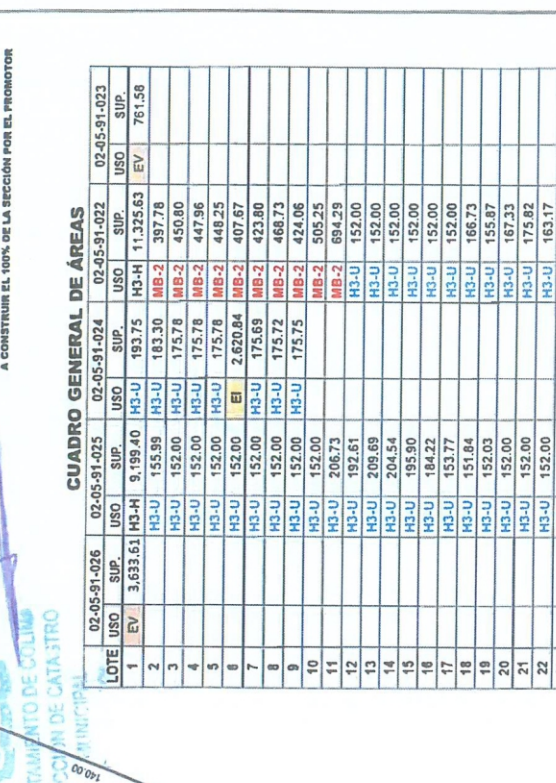 A CONSTRUIR EL 100% DE LA SECCIÓN POR EL PROMOTOR
TAMIENTO DE COLIMA
CCION DE CATASTRO
MUNICIPAL
140.00
CUADRO GENERAL DE ÁREAS
02-05-91-026 02-05-91-025 02-05-91-024 02-05-91-022 02-05-91-023
LOTE USO SUP. USO SUP. USO SUP. USO SUP. USO SUP.
1 EV 3,633.61 H3-H 9,199.40 H3-U 193.75 H3-H 11,325.63 EV 761.58
2 H3-U 155.99 H3-U 183.30 MB-2 397.78
3 H3-U 152.00 H3-U 175.78 MB-2 450.80
4 H3-U 152.00 H3-U 175.78 MB-2 447.96
5 H3-U 152.00 H3-U 175.78 MB-2 448.25
6 H3-U 152.00 EI 2.620.84 MB-2 407.67
7 H3-U 152.00 H3-U 175.69 MB-2 423.80
8 H3-U 152.00 H3-U 175.72 MB-2 468.73
9 H3-U 152.00 H3-U 175.75 MB-2 424.06
10 H3-U 152.00 MB-2 505.25
11 H3-U 206.73 MB-2 694.29
12 H3-U 192.61 H3-U 152.00
13 H3-U 209.69 H3-U 152.00
14 H3-U 204.54 H3-U 152.00
15 H3-U 195.90 H3-U 152.00
16 H3-U 184.22 H3-U 152.00
17 H3-U 153.77 H3-U 152.00
18 H3-U 151.84 H3-U 166.73
19 H3-U 152.03 H3-U 155.87
20 H3-U 152.00 H3-U 167.33
21 H3-U 152.00 H3-U 175.82
22 H3-U 152.00 H3-U 163.17